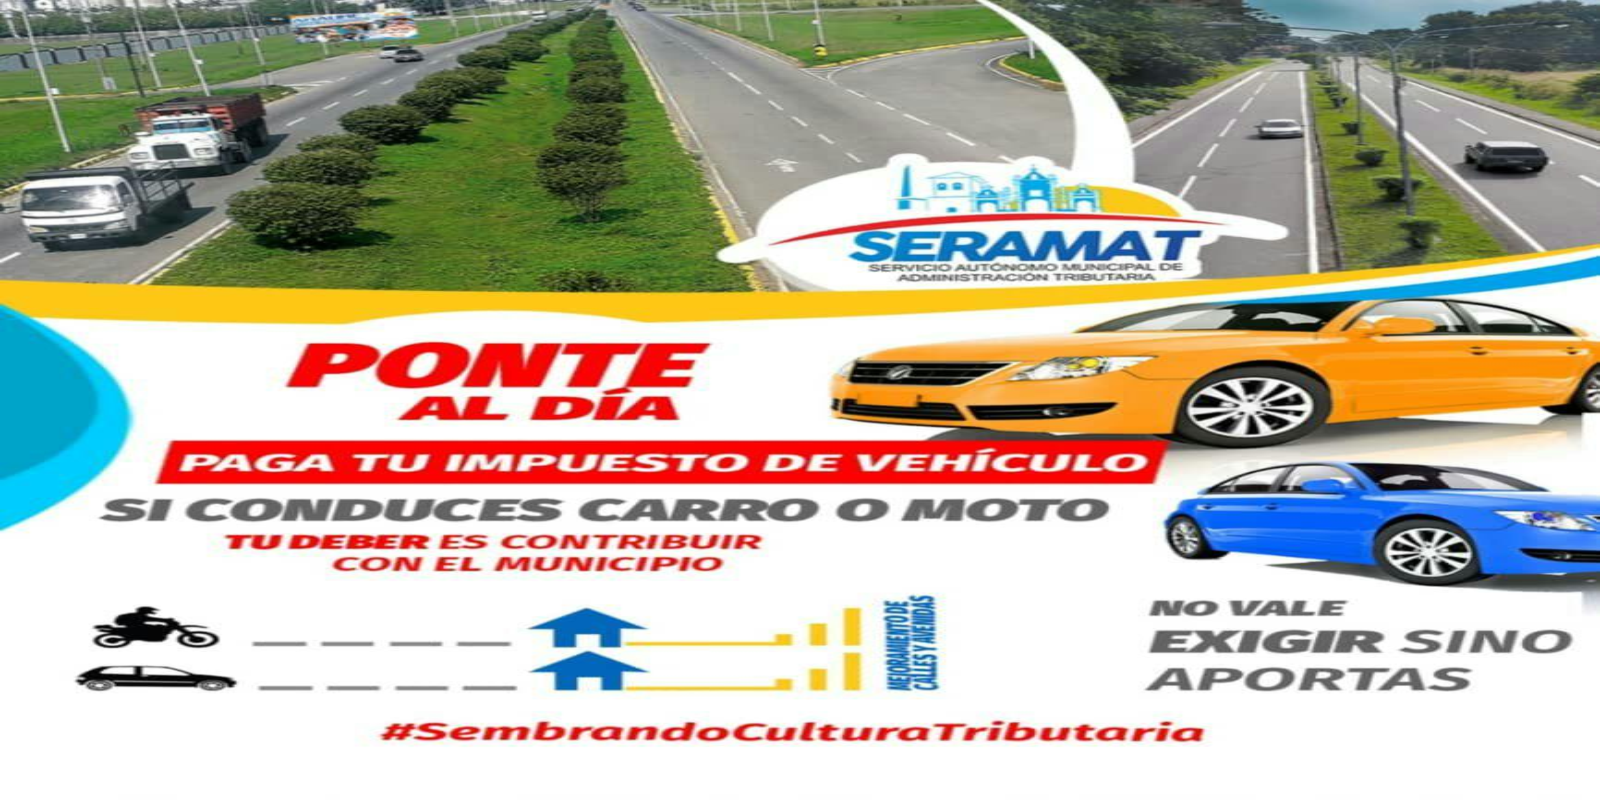 SERAMAT
SERVICIO AUTÓNOMO MUNICIPAL DE
ADMINISTRACIÓN TRIBUTARIA
PONTE
AL DÍA
PAGA TU IMPUESTO DE VEHÍCULO
SI CONDUCES CARRO O MOTO
TU DEBER ES CONTRIBUIR
CON EL MUNICIPIO
MEJORAMIENTO DE
CALLES Y AVENIDAS
NO VALE
EXIGIR SINO
APORTAS
#SembrandoCulturaTributaria